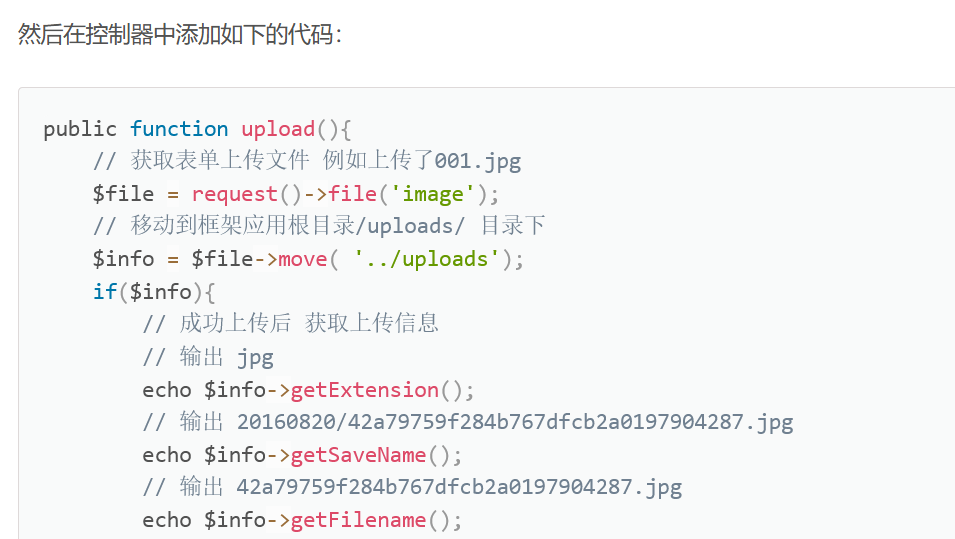 然后在控制器中添加如下的代码：
public function upload(){
    // 获取表单上传文件 例如上传了001.jpg
    $file = request()->file('image');
    // 移动到框架应用根目录/uploads/ 目录下
    $info = $file->move( '../uploads');
    if($info){
        // 成功上传后 获取上传信息
        // 输出 jpg
        echo $info->getExtension();
        // 输出 20160820/42a79759f284b767dfcb2a0197904287.jpg
        echo $info->getSaveName();
        // 输出 42a79759f284b767dfcb2a0197904287.jpg
        echo $info->getFilename();